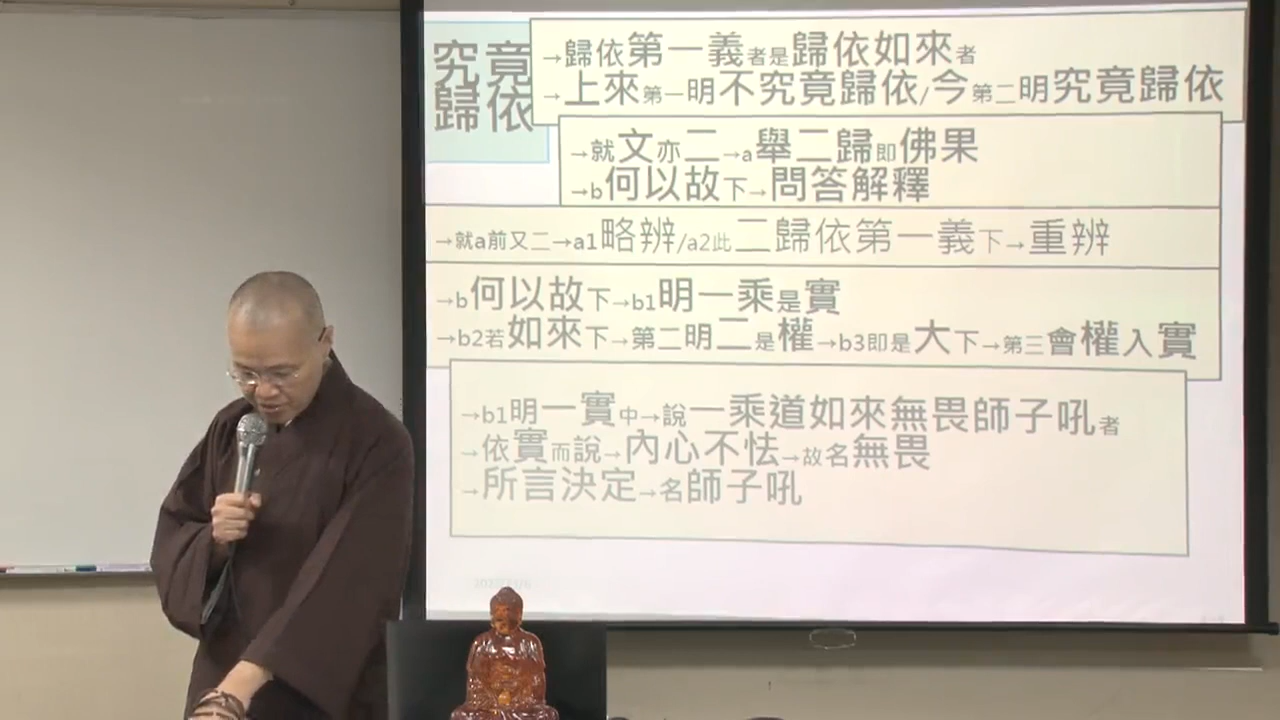 究竟
歸依
→歸依第一義者是歸依如來者
→上來第一明不究竟歸依/今第二明究竟歸依
→就文亦二→a舉二歸即佛果
→b何以故下→問答解釋
→就a前又二→a1略辨/a2此二歸依第一義下→重辨
→b何以故下→b1明一乘是實
→b2若如來下→第二明二是權→b3即是大下→第三會權入實
→b1明一實中→說一乘道如來無畏師子吼者
→依實而說→內心不怯→故名無畏
→所言決定→名師子吼